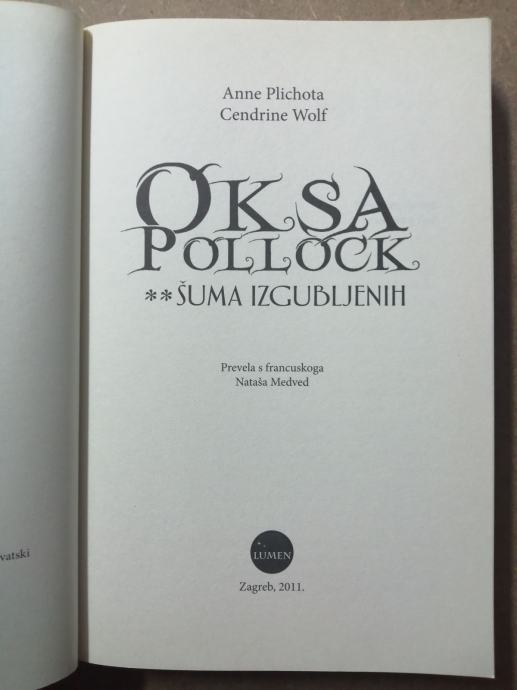 Anne Plichota
Cendrine Wolf
OKSA
POLLOCK
**ŠUMA IZGUBLJENIH
Prevela s francuskoga
Nataša Medved
vatski
LUMEN
Zagreb, 2011.